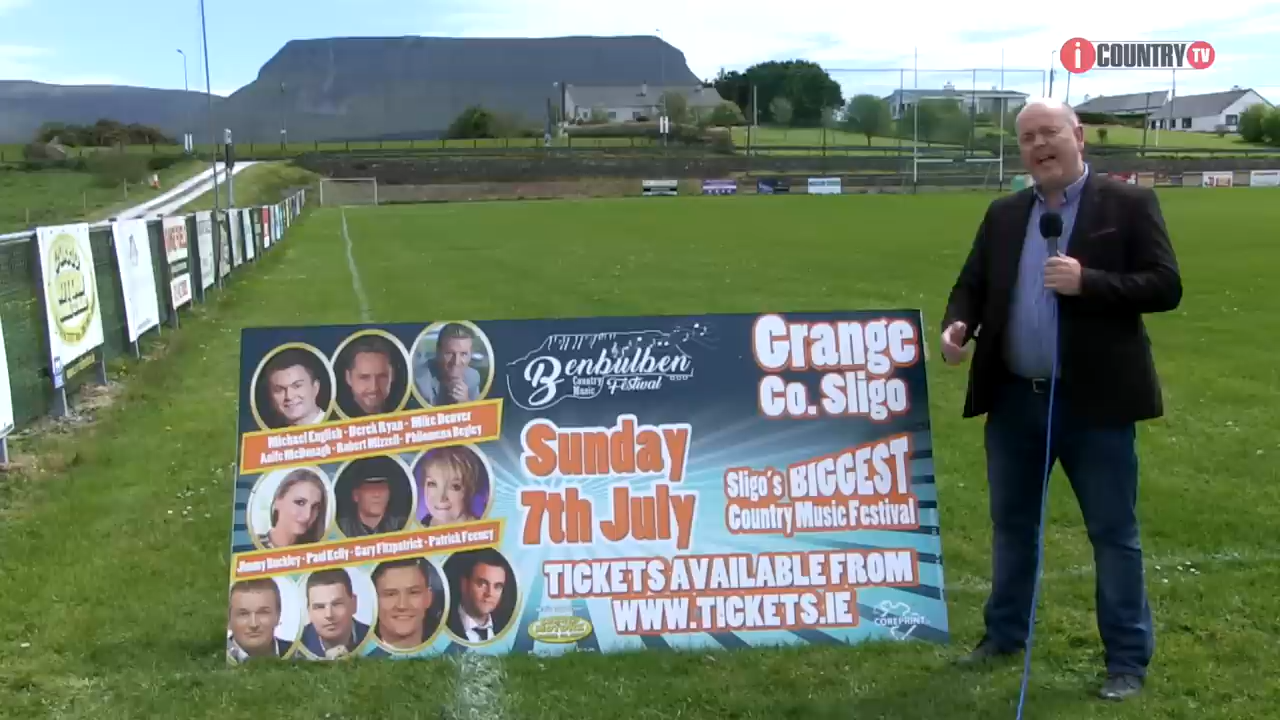 i COUNTRY TV
Benbulben
Country Music Festival
Grange
Co. Sligo
Michael English - Derek Ryan - Mike Denver
Aoife McDonagh - Robert Mizzell - Philomena Begley
Sunday
7th July
Sligo's BIGGEST
Country Music Festival
Jimmy Buckley - Paul Kelly - Gary Fitzpatrick - Patrick Feeney
TICKETS AVAILABLE FROM
WWW.TICKETS.IE
COREPRINT